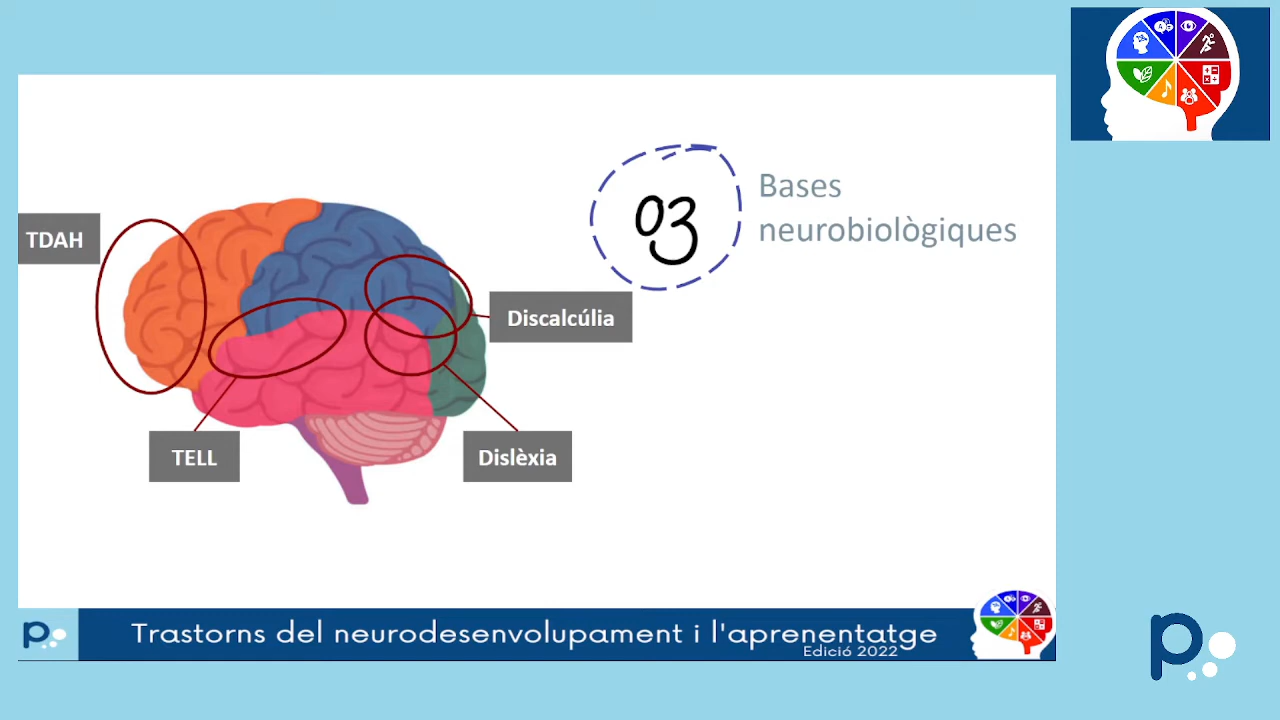 03
Bases
neurobiològiques
TDAH
Discalcúlia
TELL
Dislèxia
p.
Trastorns del neurodesenvolupament i l'aprenentatge
Edició 2022
p.